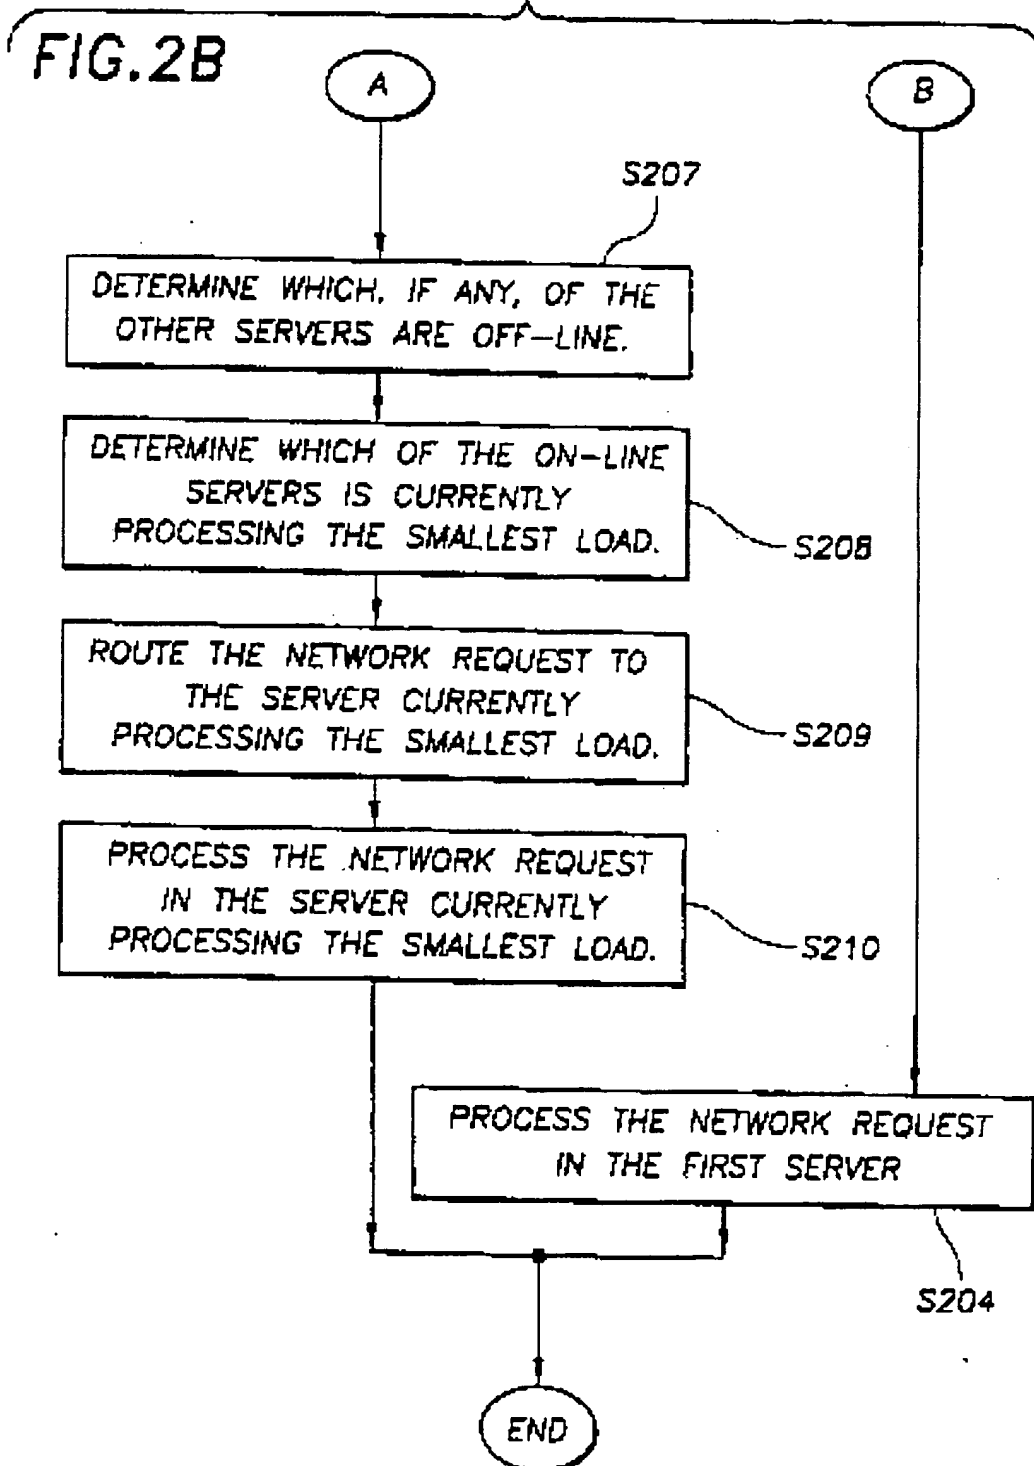 FIG.2B
A
B
S207
DETERMINE WHICH, IF ANY, OF THE
OTHER SERVERS ARE OFF-LINE.
DETERMINE WHICH OF THE ON-LINE
SERVERS IS CURRENTLY
PROCESSING THE SMALLEST LOAD.
S208
ROUTE THE NETWORK REQUEST TO
THE SERVER CURRENTLY
PROCESSING THE SMALLEST LOAD.
S209
PROCESS THE NETWORK REQUEST
IN THE SERVER CURRENTLY
PROCESSING THE SMALLEST LOAD.
S210
PROCESS THE NETWORK REQUEST
IN THE FIRST SERVER
S204
END